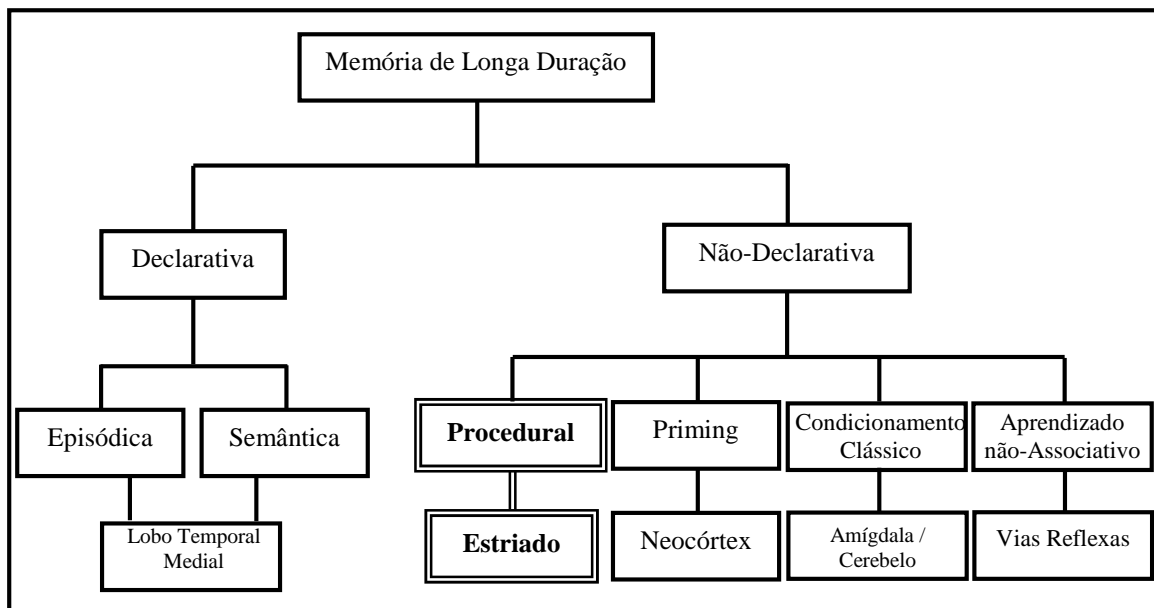 Memória de Longa Duração
Declarativa
Não-Declarativa
Episódica
Semântica
Procedural
Priming
Condicionamento
Clássico
Aprendizado
não-Associativo
Lobo Temporal
Medial
Estriado
Neocórtex
Amígdala /
Cerebelo
Vias Reflexas